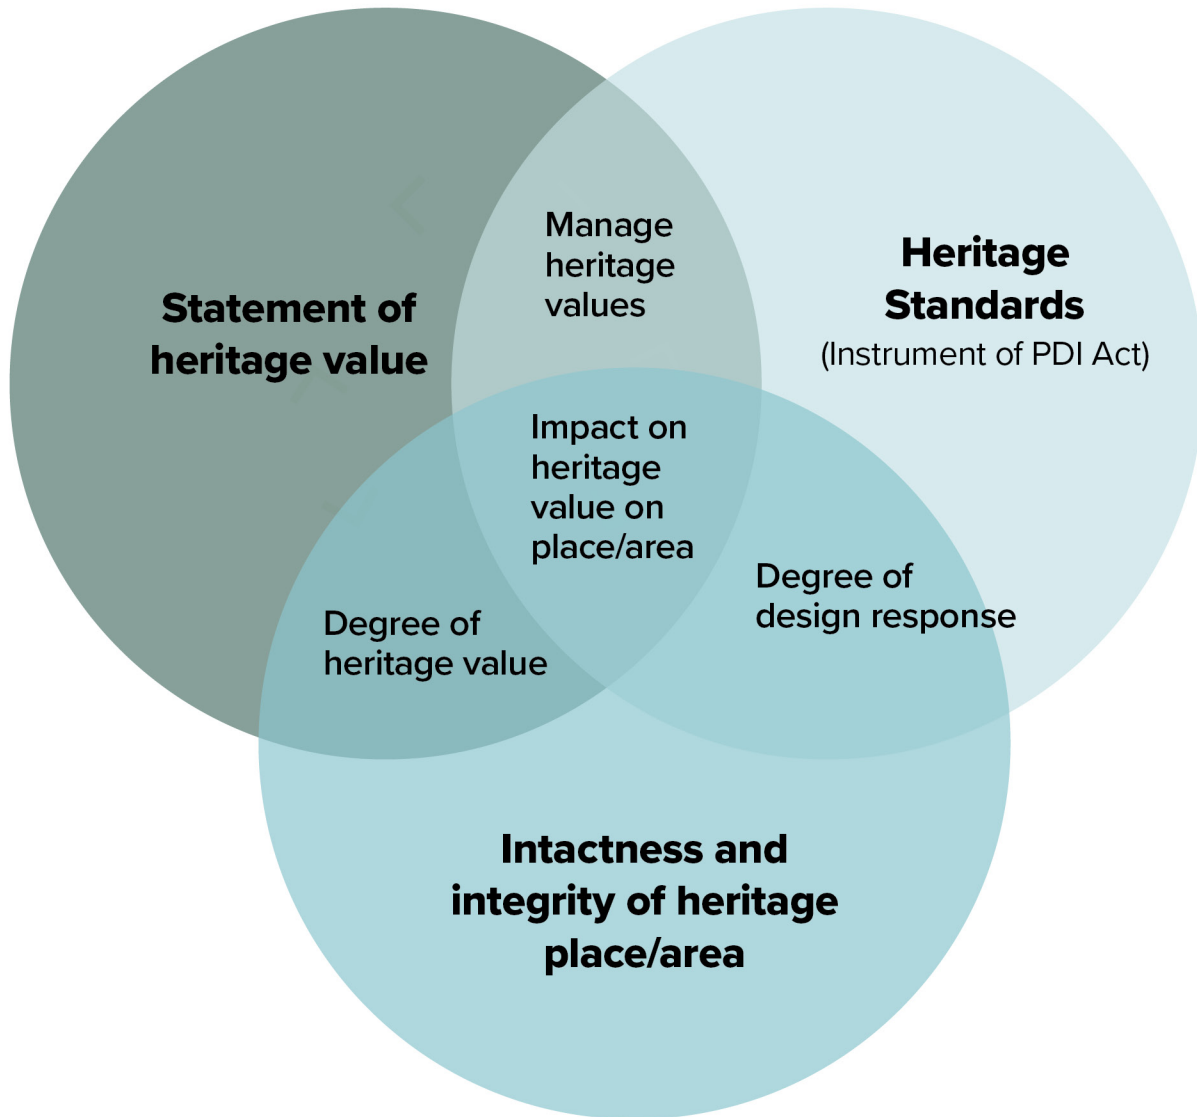 Statement of
heritage value
Manage
heritage
values
Heritage
Standards
(Instrument of PDI Act)
Impact on
heritage
value on
place/area
Degree of
heritage value
Degree of
design response
Intactness and
integrity of heritage
place/area